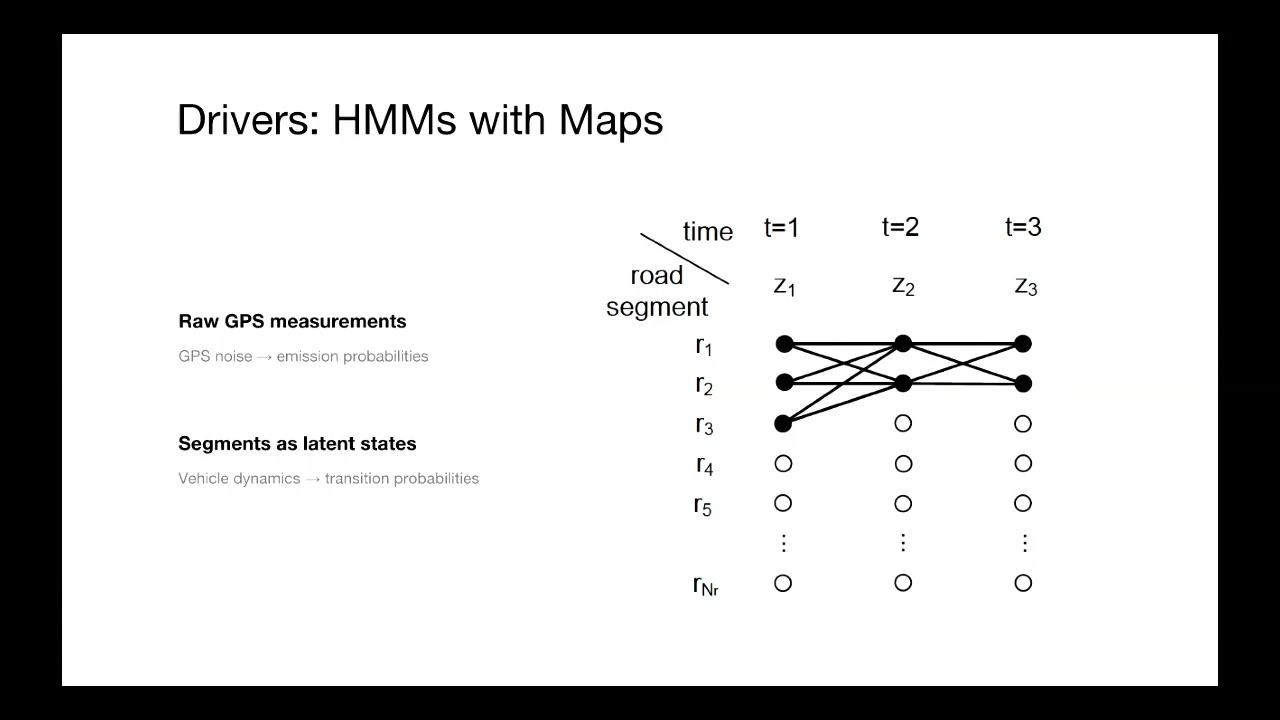 Drivers: HMMs with Maps
Raw GPS measurements
GPS noise → emission probabilities
Segments as latent states
Vehicle dynamics → transition probabilities
time t=1 t=2 t=3
road
segment
z1 z2 z3
r1
r2
r3
r4
r5
⋮ ⋮ ⋮
rNr